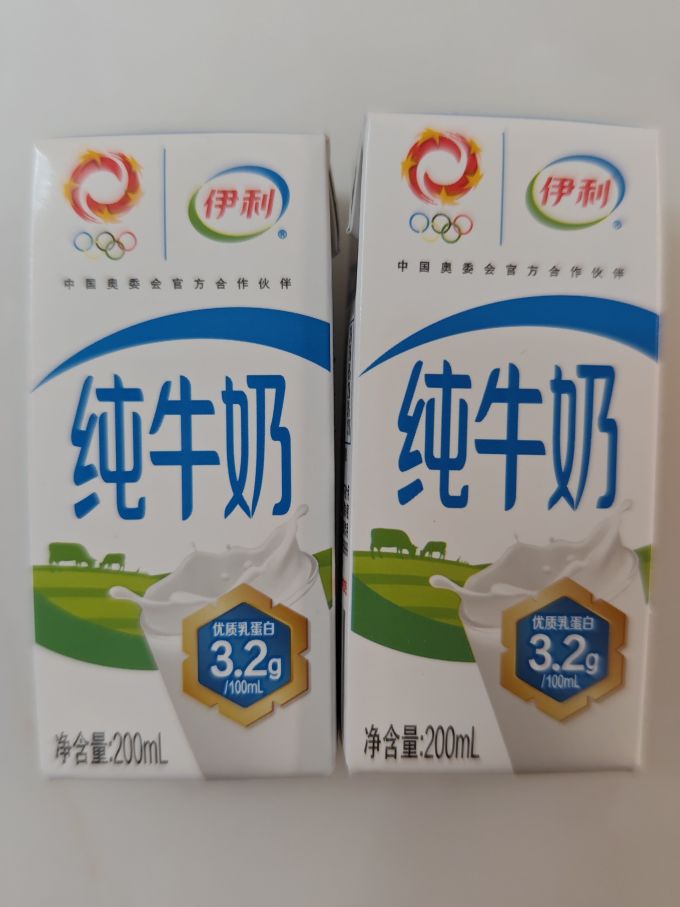 伊利
®
中国奥委会官方合作伙伴
纯牛奶
优质乳蛋白
3.2g
/100mL
净含量:200mL
伊利
®
中国奥委会官方合作伙伴
纯牛奶
优质乳蛋白
3.2g
/100mL
净含量:200mL